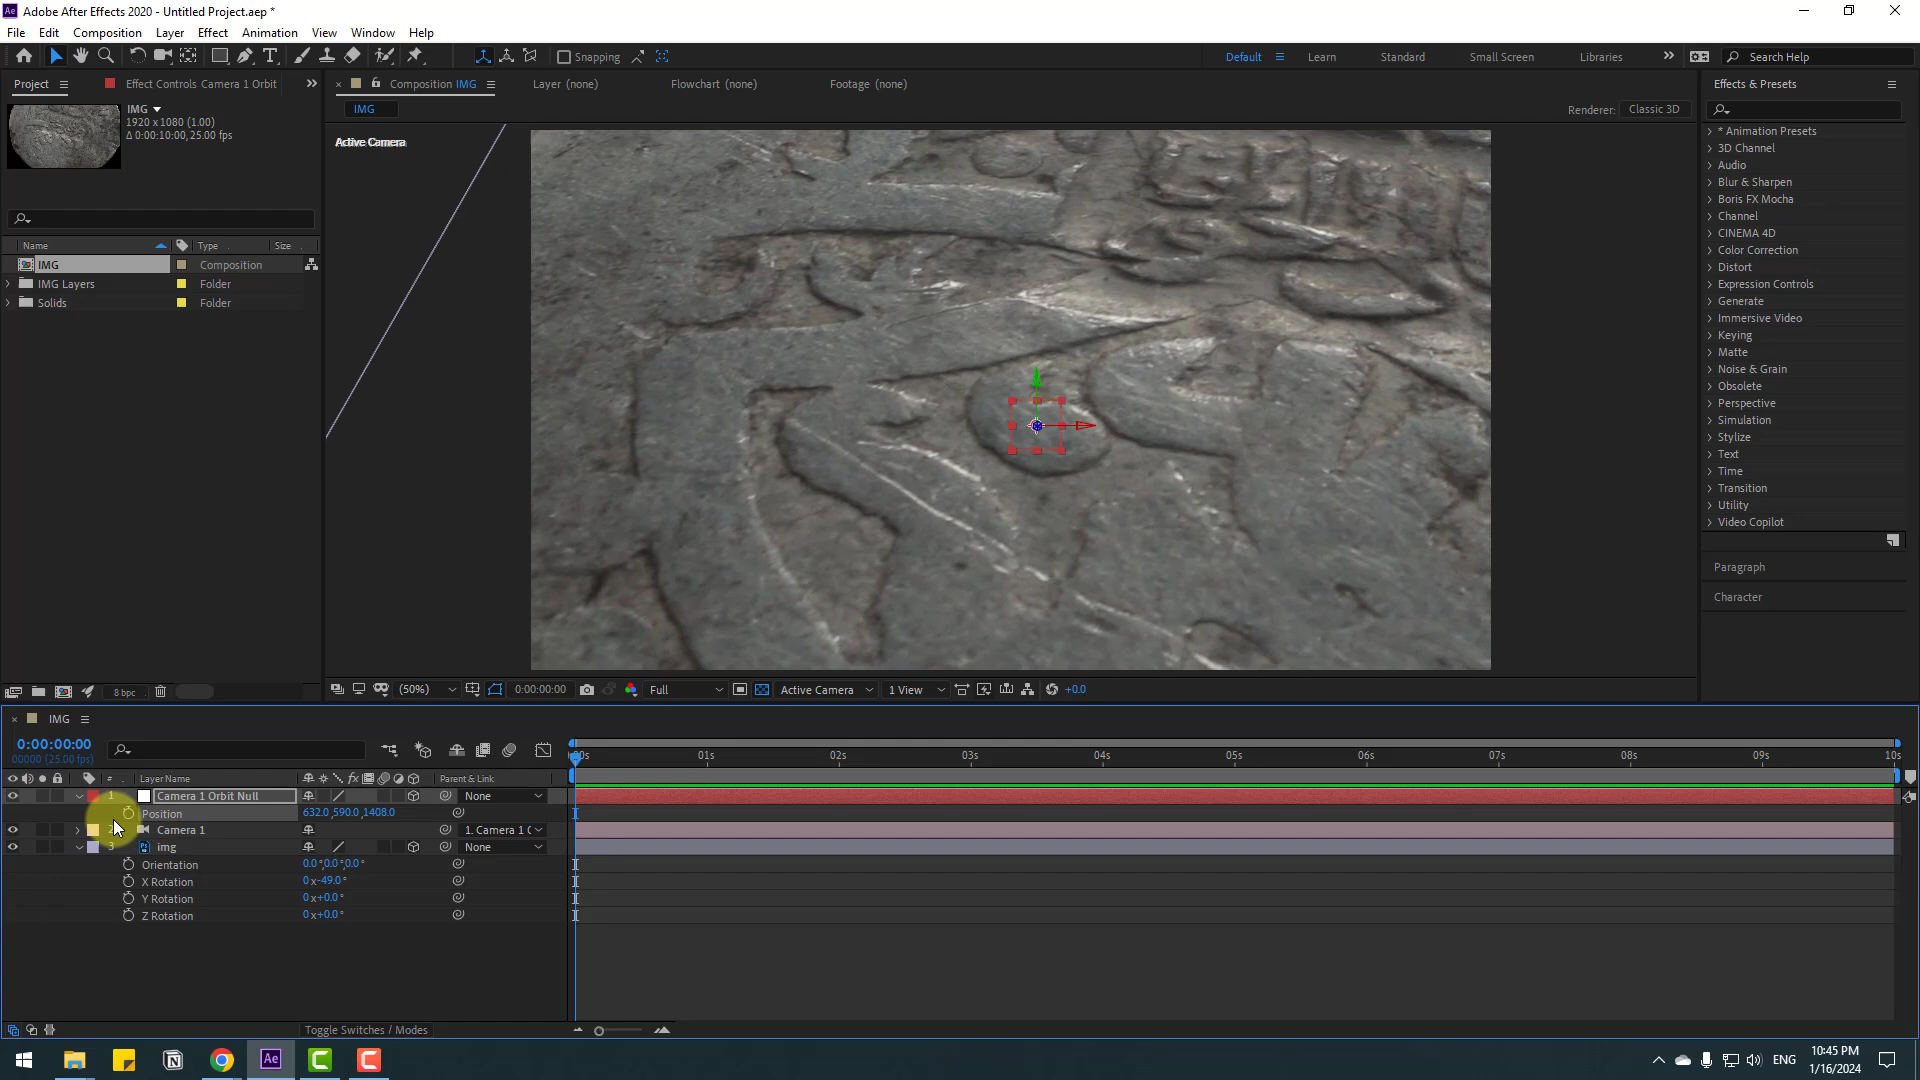 Adobe After Effects 2020 - Untitled Project.aep *
File Edit Composition Layer Effect Animation View Window Help
Snapping Default Learn Standard Small Screen Libraries Search Help
Project Effect Controls Camera 1 Orbit Composition IMG Layer (none) Flowchart (none) Footage (none) Effects & Presets
IMG
1920 x 1080 (1.00)
Δ 0:00:10:00, 25.00 fps
IMG Renderer: Classic 3D
Active Camera
Name Type Size
IMG Composition
IMG Layers Folder
Solids Folder
* Animation Presets
3D Channel
Audio
Blur & Sharpen
Boris FX Mocha
Channel
CINEMA 4D
Color Correction
Distort
Expression Controls
Generate
Immersive Video
Keying
Matte
Noise & Grain
Obsolete
Perspective
Simulation
Stylize
Text
Time
Transition
Utility
Video Copilot
Paragraph
Character
8 bpc (50%) 0:00:00:00 Full Active Camera 1 View +0.0
IMG
0:00:00:00
00000 (25.00 fps)
:00s 01s 02s 03s 04s 05s 06s 07s 08s 09s 10s
# Layer Name fx Parent & Link
1 Camera 1 Orbit Null None
Position 632.0,590.0,1408.0
2 Camera 1 1. Camera 1 O
3 img None
Orientation 0.0°,0.0°,0.0°
X Rotation 0x-49.0°
Y Rotation 0x+0.0°
Z Rotation 0x+0.0°
Toggle Switches / Modes
Ae ENG 10:45 PM
1/16/2024